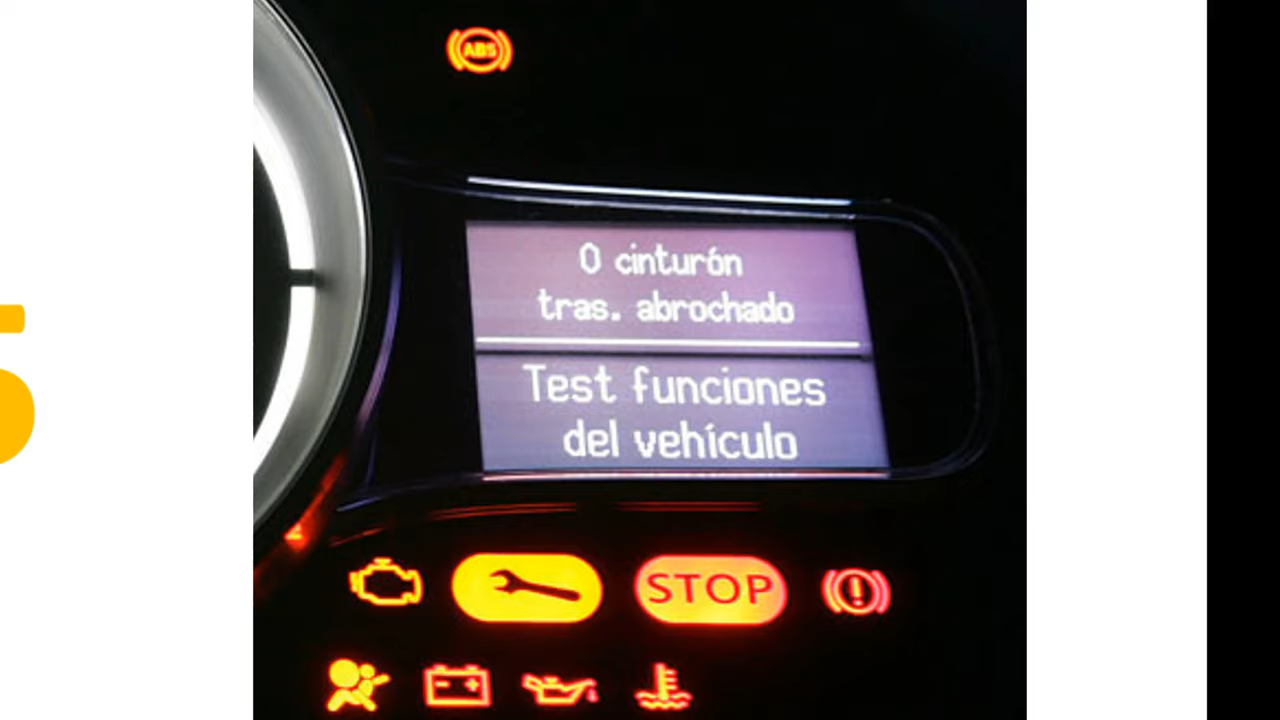 ABS
0 cinturón
tras. abrochado
Test funciones
del vehículo
STOP